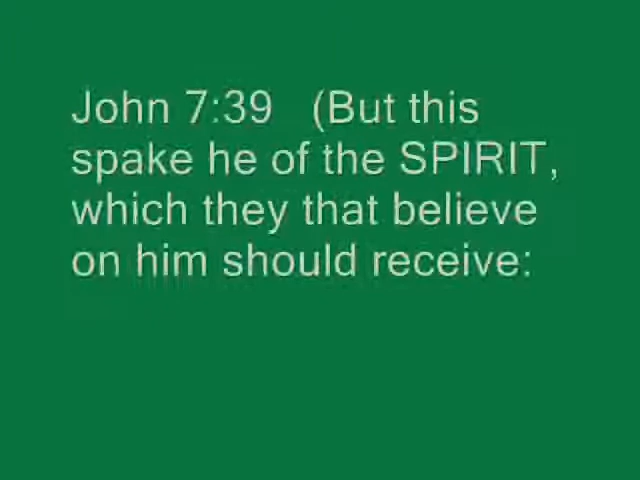 John 7:39   (But this
spake he of the SPIRIT,
which they that believe
on him should receive: